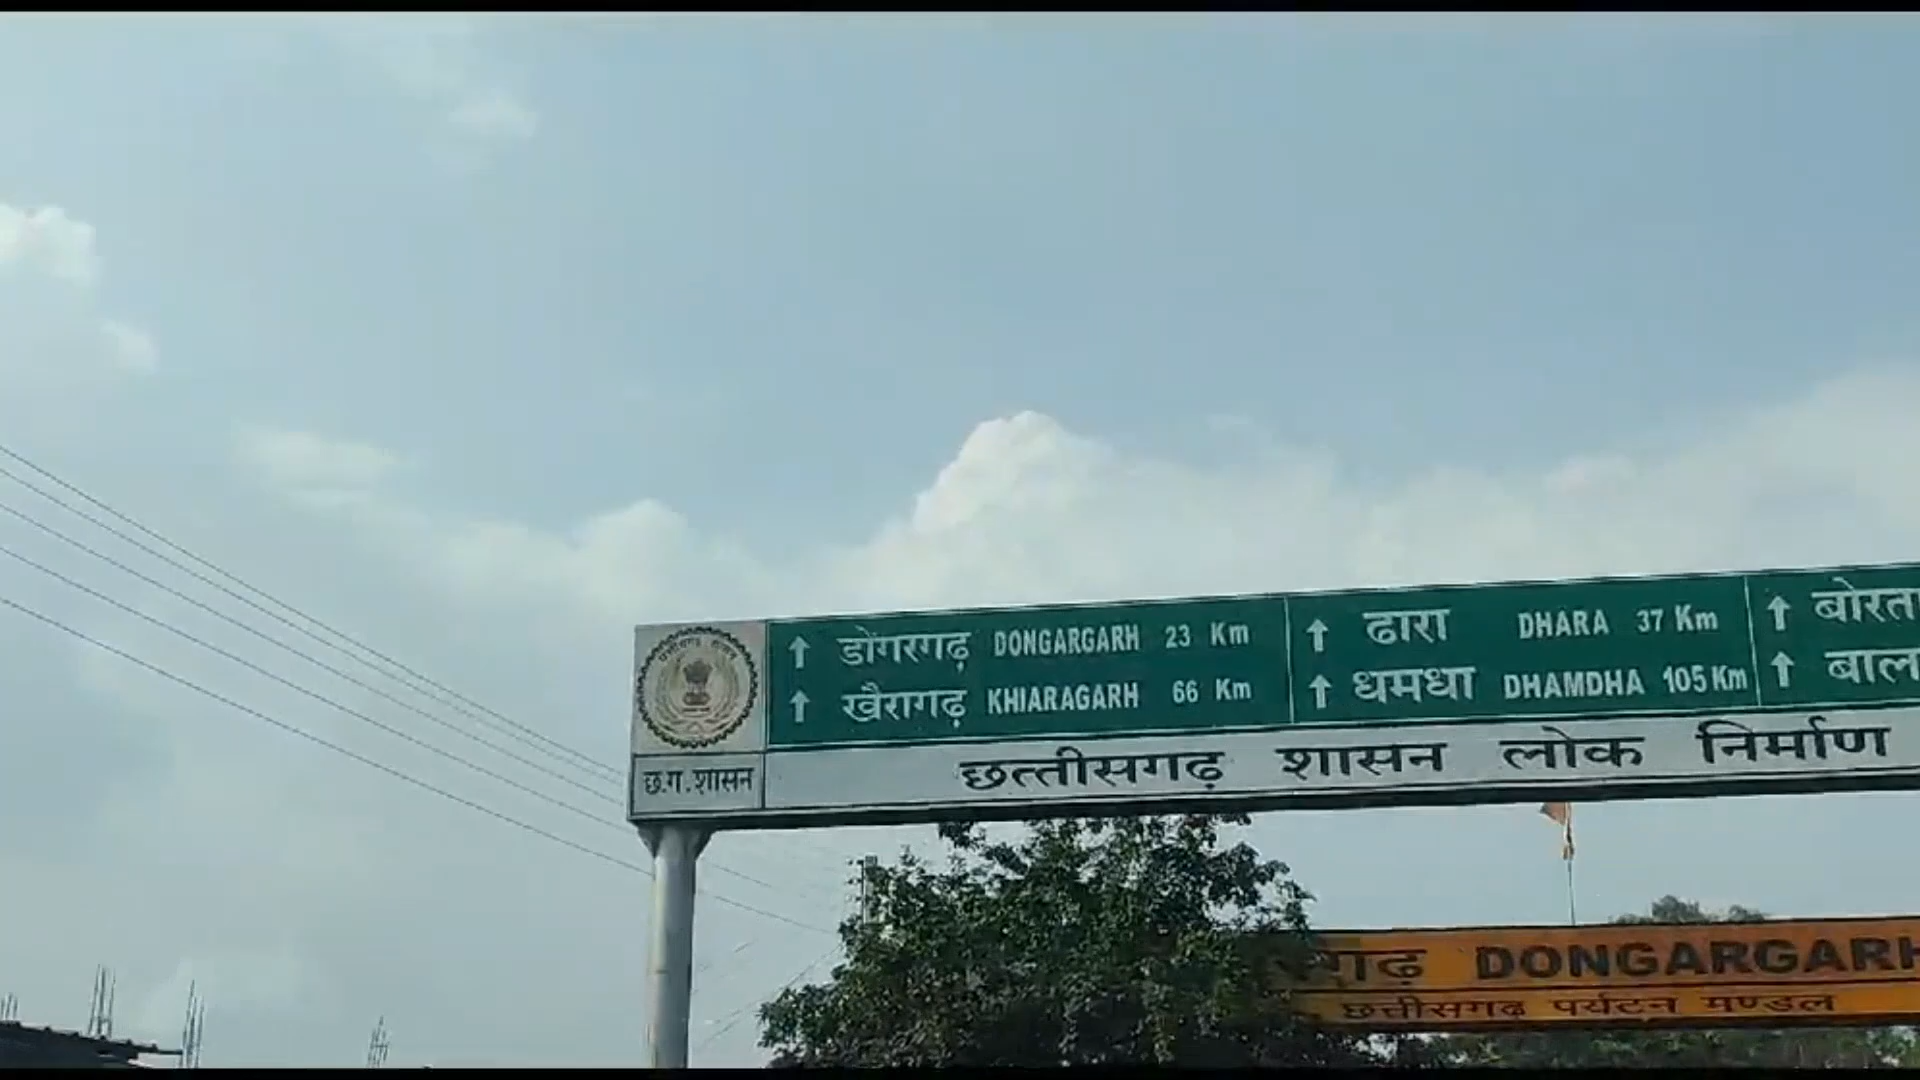 डोंगरगढ़ DONGARGARH 23 Km
खैरागढ़ KHIARAGARH 66 Km
ढारा DHARA 37 Km
धमधा DHAMDHA 105 Km
छ.ग.शासन
छत्तीसगढ़ शासन लोक निर्माण
DONGARGARH
छत्तीसगढ़ पर्यटन मण्डल